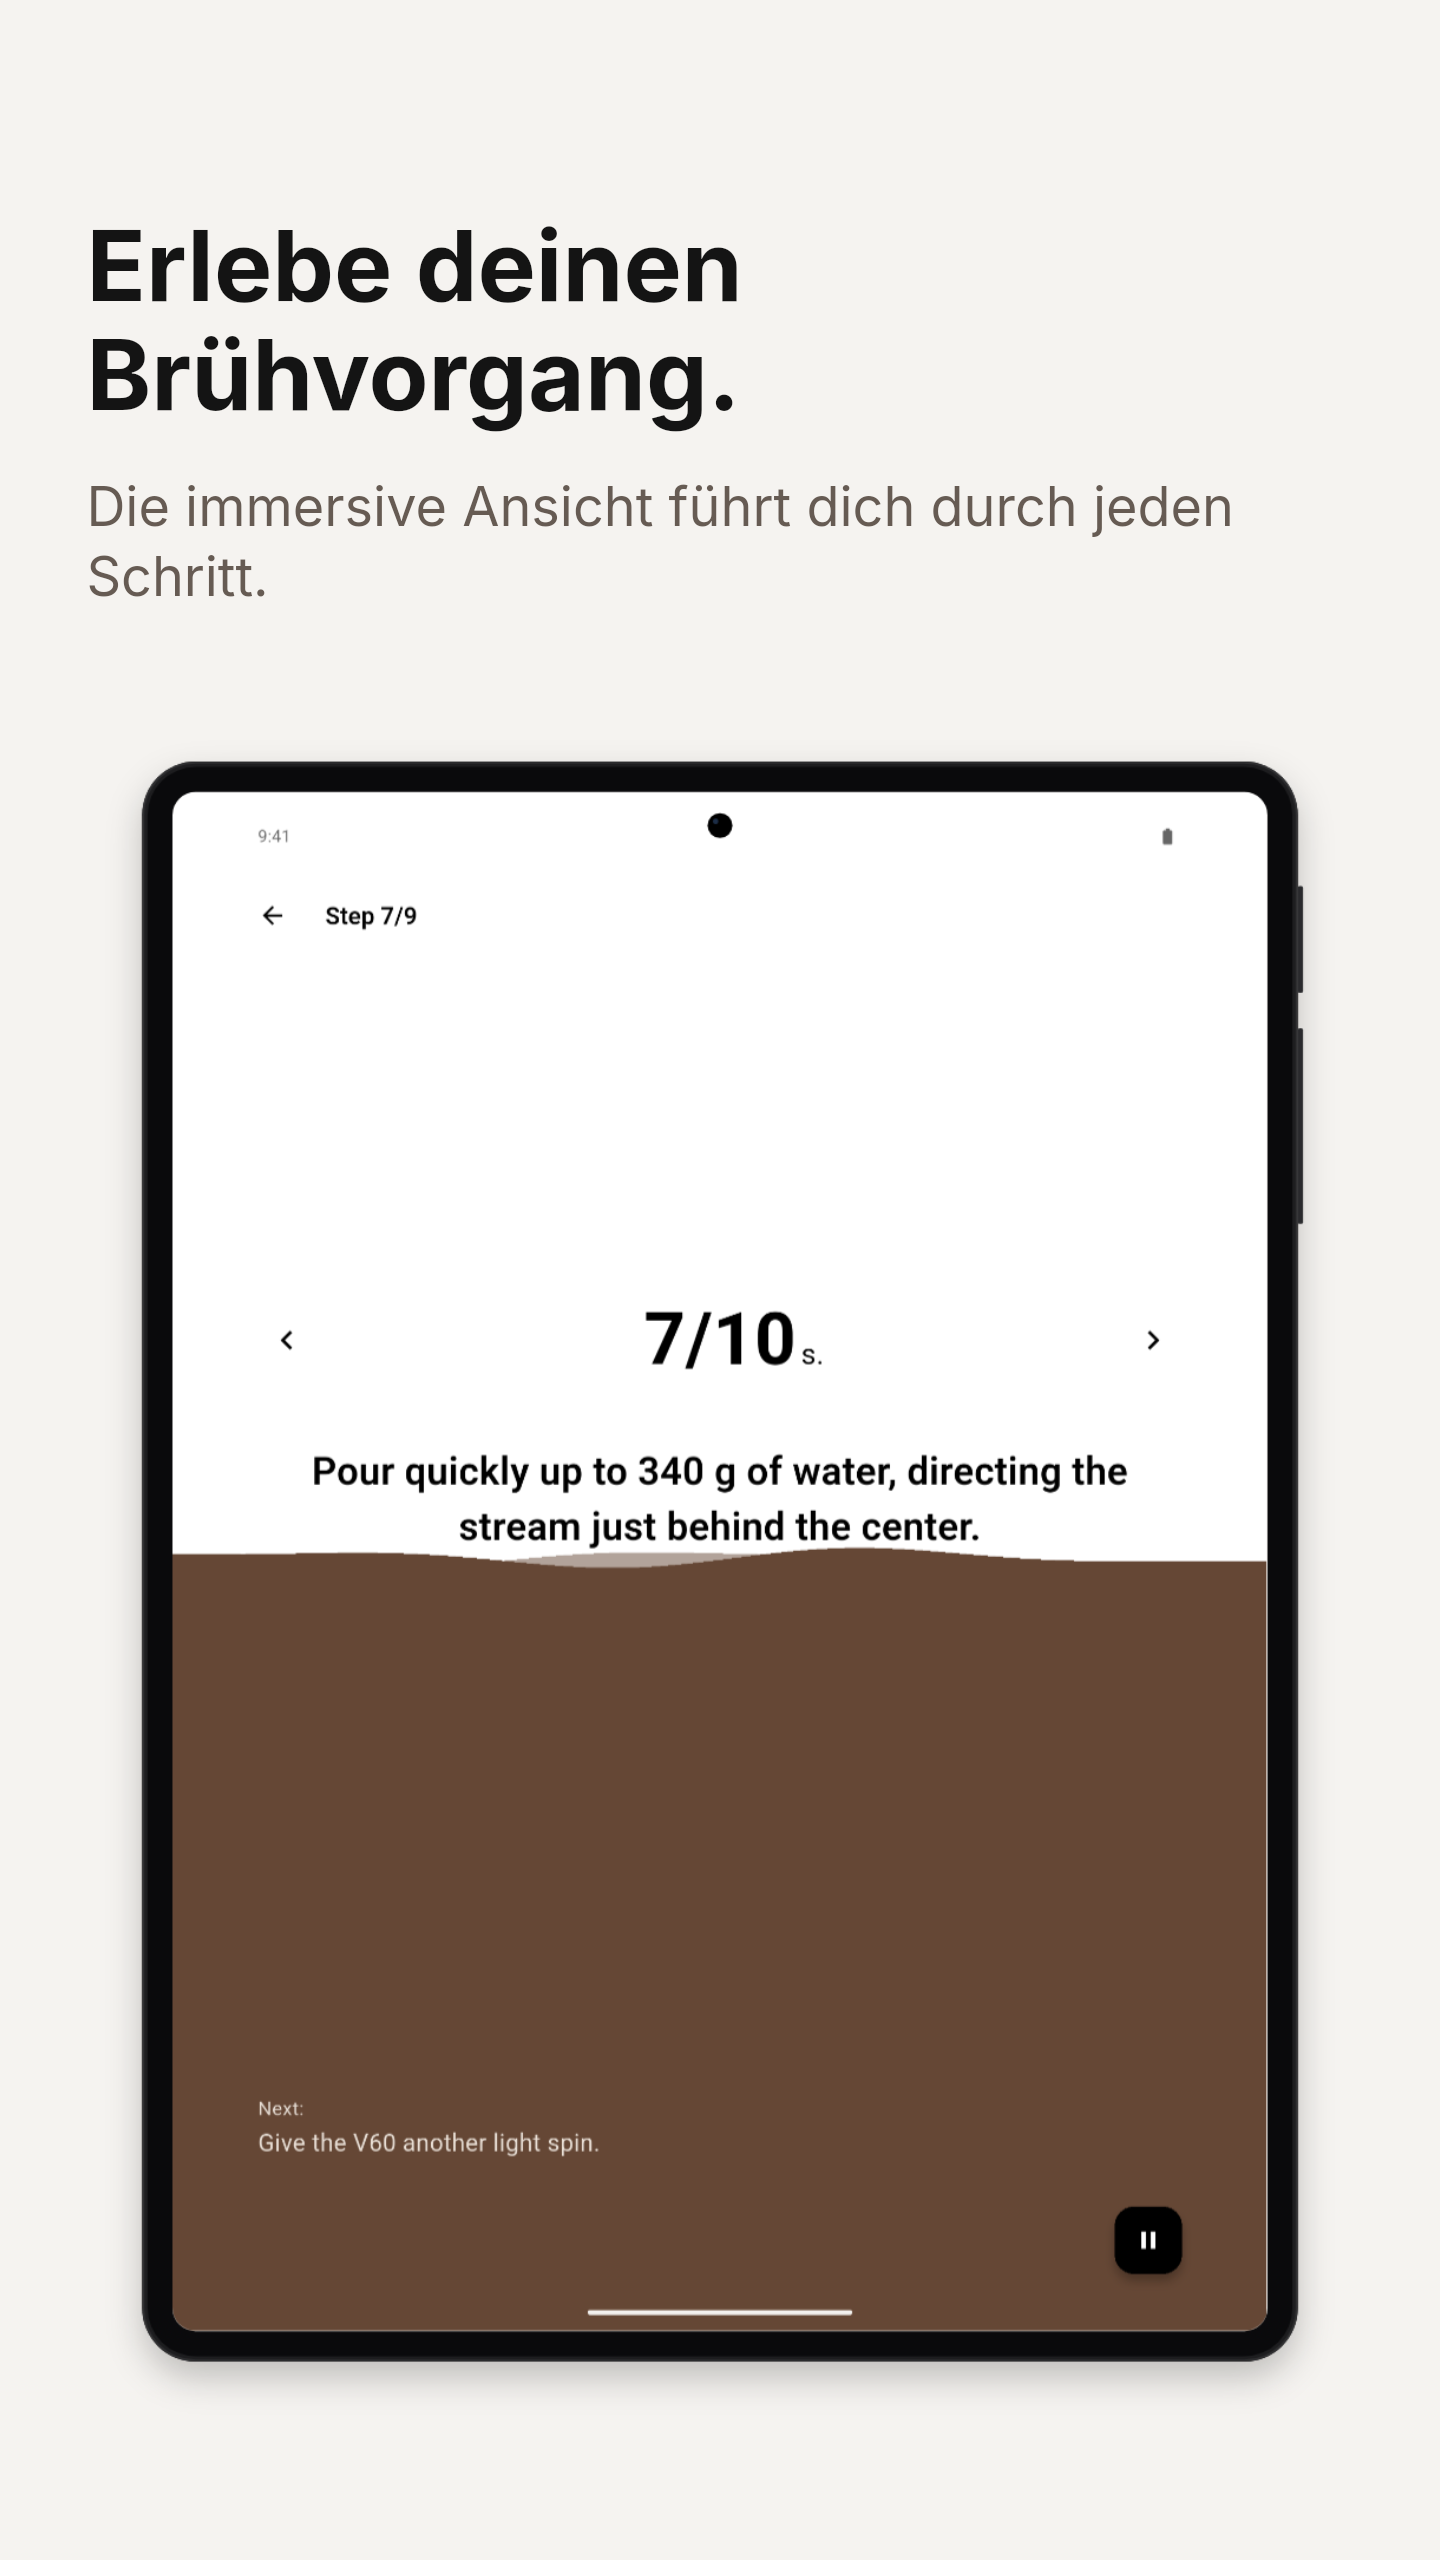 Erlebe deinen
Brühvorgang.
Die immersive Ansicht führt dich durch jeden
Schritt.
9:41
Step 7/9
7/10 s.
Pour quickly up to 340 g of water, directing the
stream just behind the center.
Next:
Give the V60 another light spin.